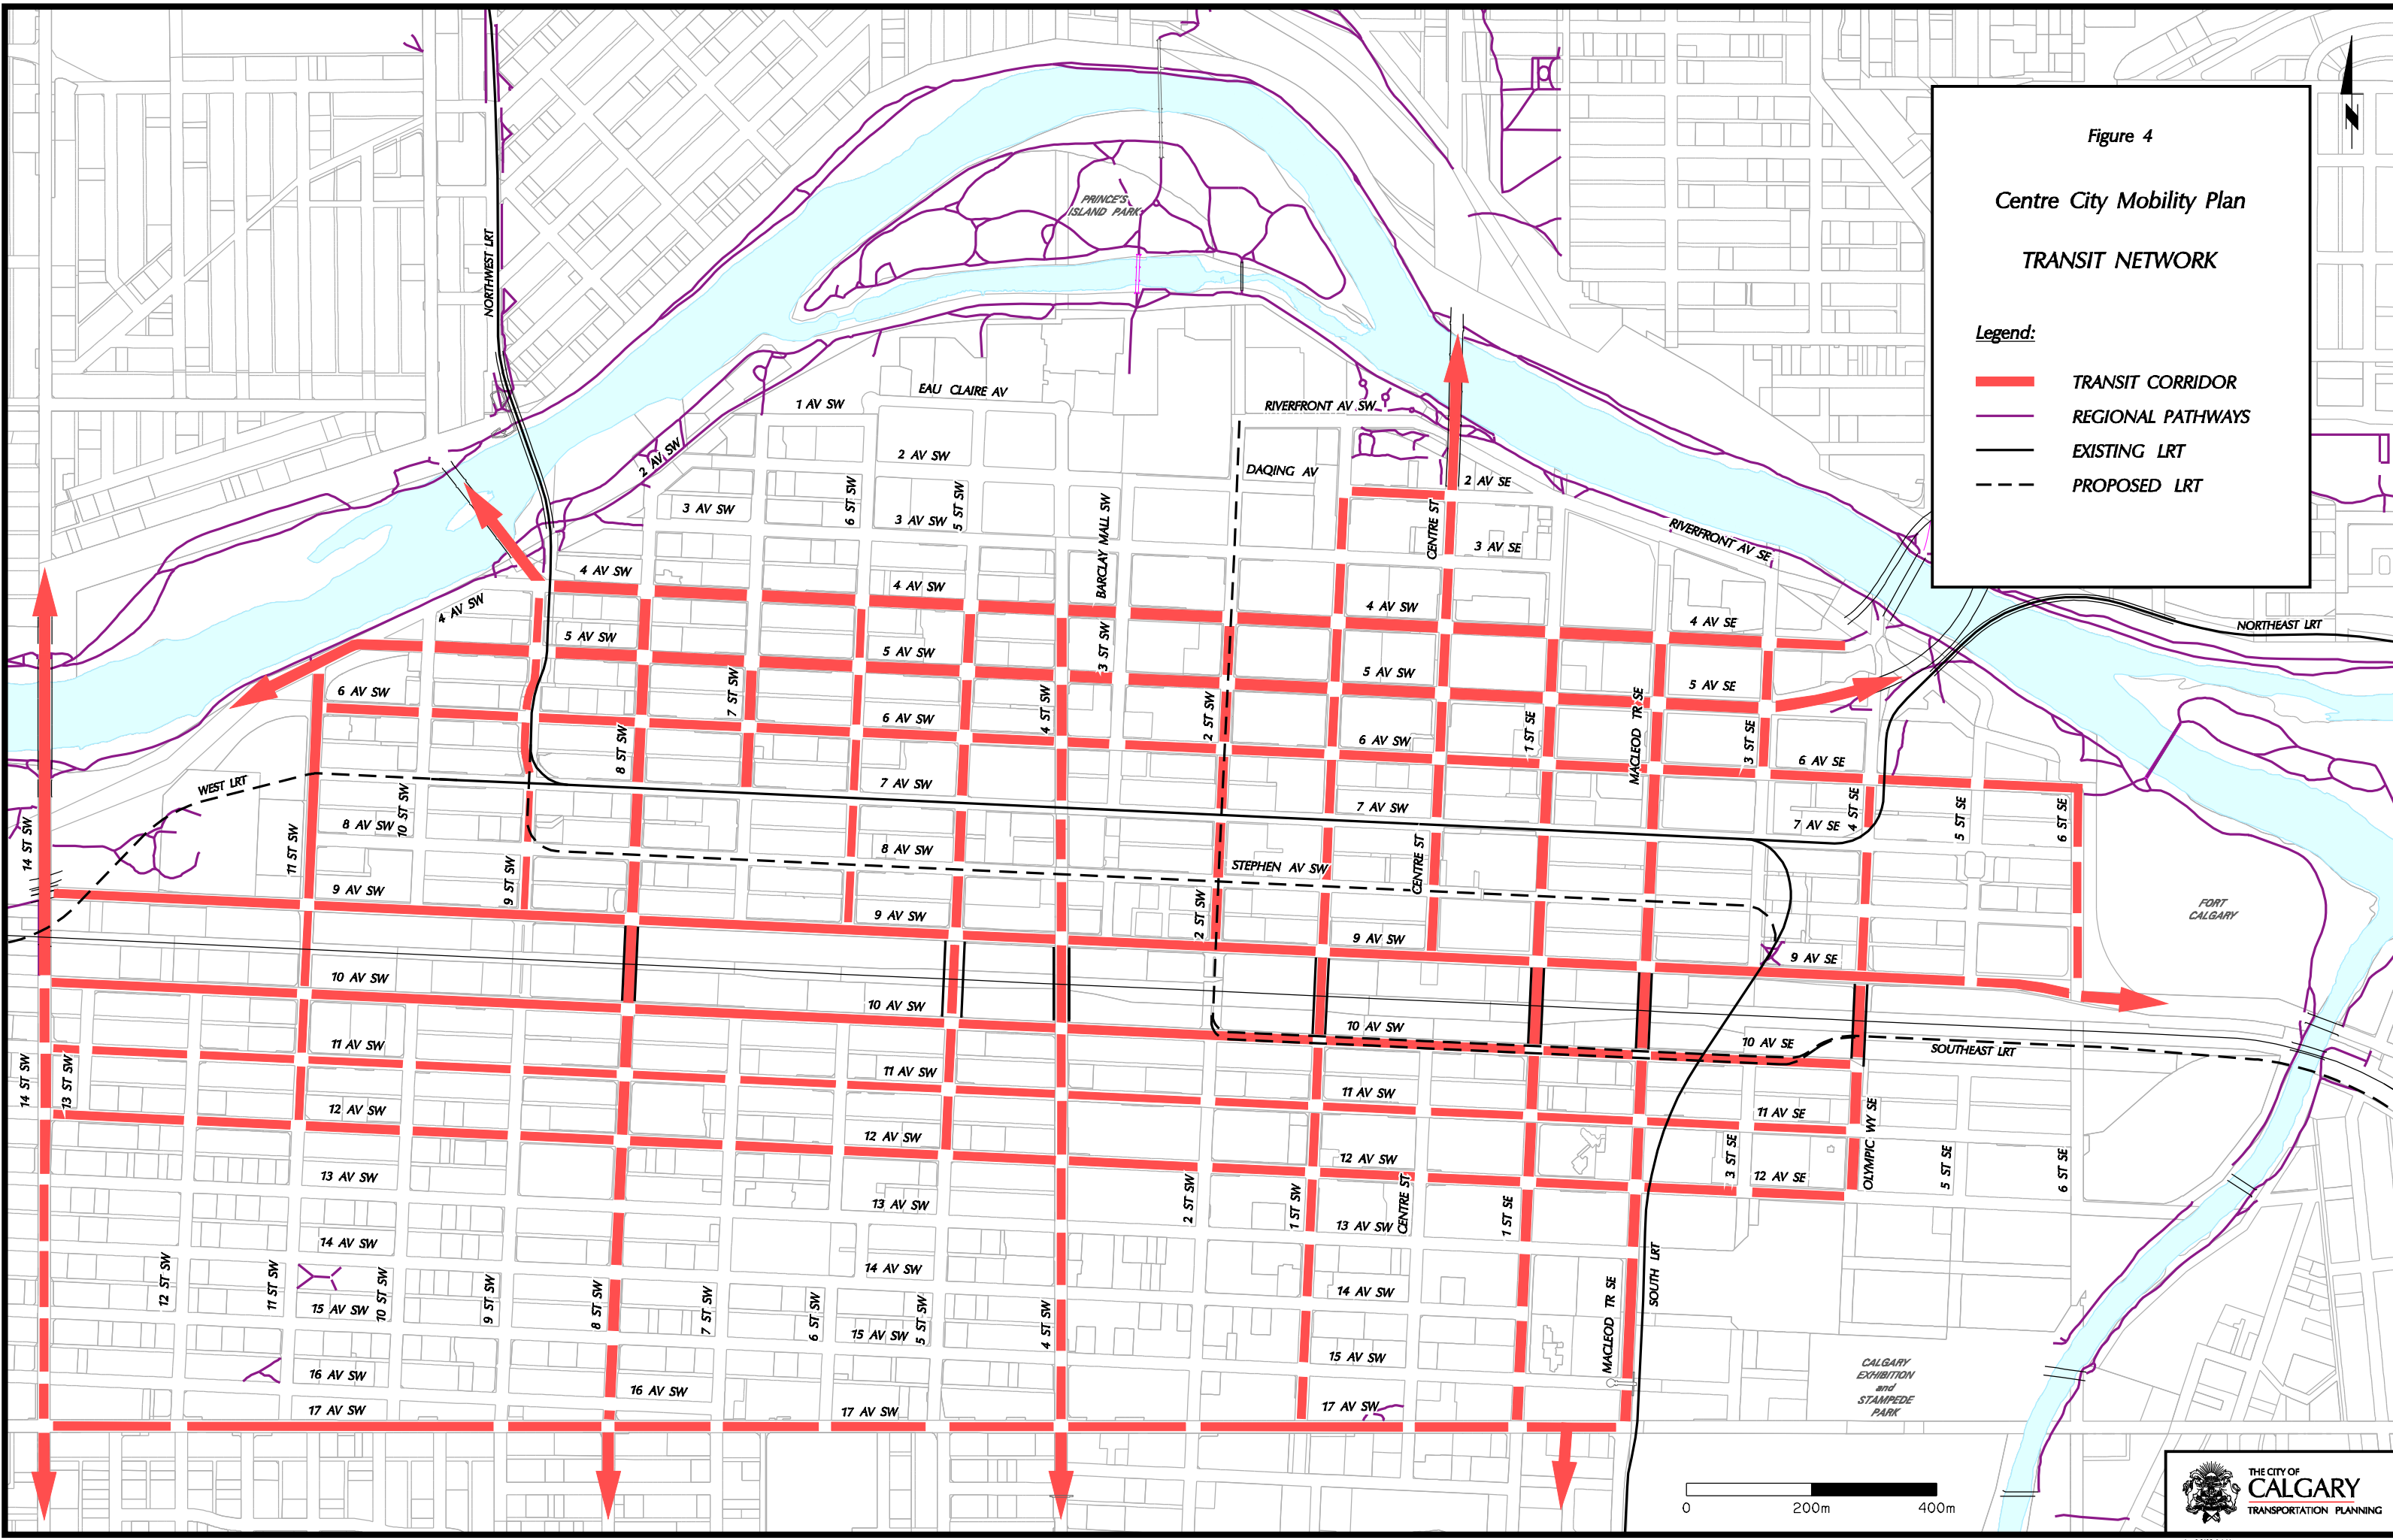 Figure 4
Centre City Mobility Plan
TRANSIT NETWORK
Legend:
TRANSIT CORRIDOR
REGIONAL PATHWAYS
EXISTING LRT
PROPOSED LRT
N
PRINCE'S
ISLAND PARK
NORTHWEST LRT
EAU CLAIRE AV
1 AV SW
RIVERFRONT AV SW
2 AV SW
2 AV SW
DAQING AV
2 AV SE
6 ST SW
5 ST SW
BARCLAY MALL SW
CENTRE ST
3 AV SW
3 AV SW
3 AV SE
RIVERFRONT AV SE
4 AV SW
4 AV SW
4 AV SW
4 AV SW
4 AV SE
NORTHEAST LRT
5 AV SW
5 AV SW
3 ST SW
5 AV SW
5 AV SE
6 AV SW
7 ST SW
4 ST SW
2 ST SW
MACLEOD TR SE
6 AV SW
6 AV SW
1 ST SE
3 ST SE
6 AV SE
8 ST SW
WEST LRT
7 AV SW
7 AV SW
7 AV SE
4 ST SE
5 ST SE
6 ST SE
14 ST SW
11 ST SW
8 AV SW
10 ST SW
8 AV SW
STEPHEN AV SW
CENTRE ST
9 AV SW
9 ST SW
9 AV SW
2 ST SW
9 AV SW
9 AV SE
FORT
CALGARY
10 AV SW
10 AV SW
10 AV SW
10 AV SE
SOUTHEAST LRT
14 ST SW
13 ST SW
11 AV SW
11 AV SW
11 AV SW
11 AV SE
OLYMPIC WY SE
12 AV SW
12 AV SW
12 AV SW
3 ST SE
12 AV SE
5 ST SE
6 ST SE
13 AV SW
13 AV SW
2 ST SW
1 ST SW
13 AV SW
CENTRE ST
1 ST SE
14 AV SW
14 AV SW
14 AV SW
SOUTH LRT
12 ST SW
11 ST SW
15 AV SW
10 ST SW
9 ST SW
8 ST SW
7 ST SW
6 ST SW
15 AV SW
5 ST SW
4 ST SW
15 AV SW
MACLEOD TR SE
16 AV SW
16 AV SW
17 AV SW
17 AV SW
17 AV SW
CALGARY
EXHIBITION
and
STAMPEDE
PARK
0 200m 400m
THE CITY OF
CALGARY
TRANSPORTATION PLANNING